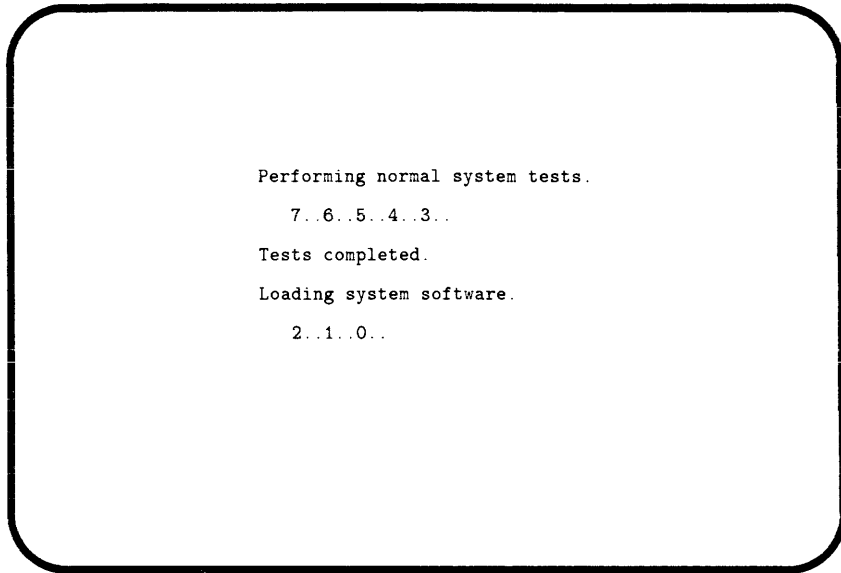 Performing normal system tests.
7..6..5..4..3..
Tests completed.
Loading system software.
2..1..0..